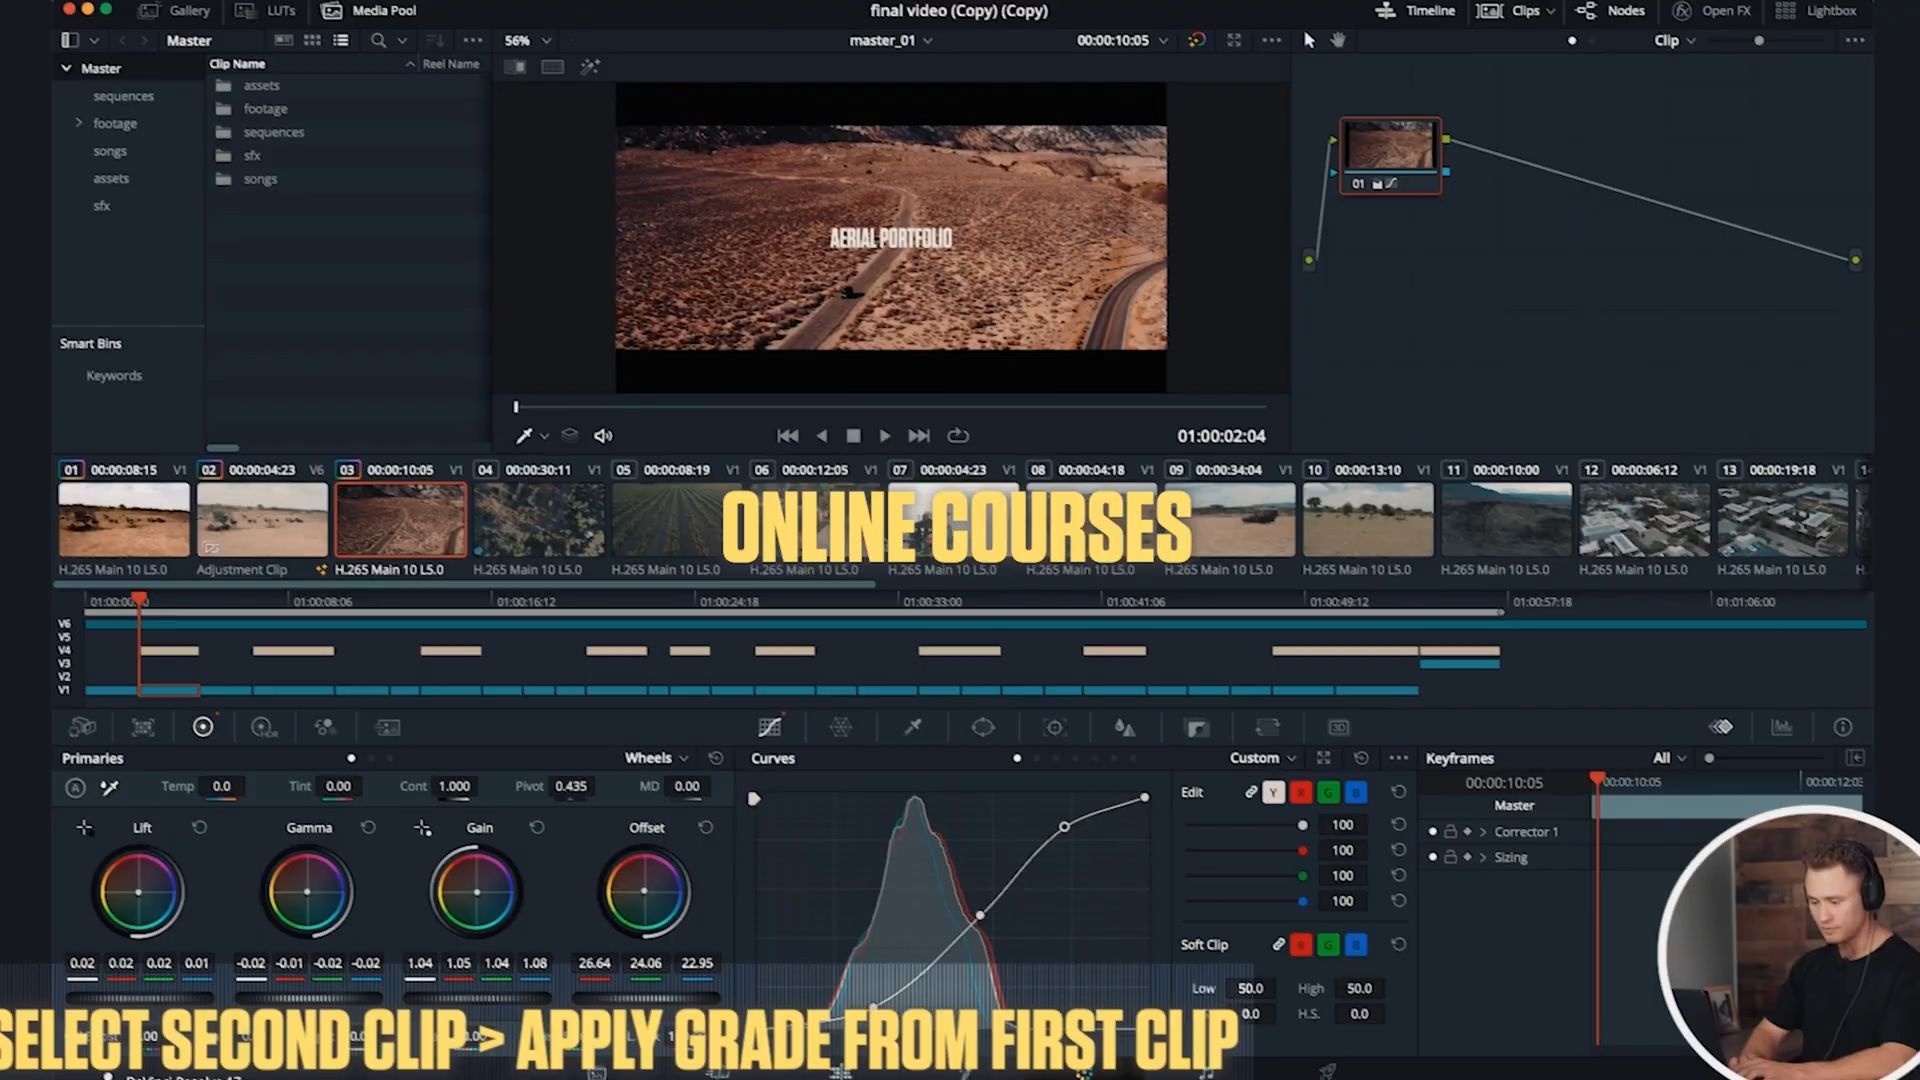 Gallery LUTs Media Pool final video (Copy) (Copy) Timeline Clips Nodes Open FX Lightbox
Master 56% master_01 00:00:10:05 Clip
Master Clip Name Reel Name
sequences assets
footage footage
songs sequences
assets sfx
sfx songs
Smart Bins
Keywords
AERIAL PORTFOLIO
01
01:00:02:04
01 00:00:08:15 V1 02 00:00:04:23 V6 03 00:00:10:05 V1 04 00:00:30:11 V1 05 00:00:08:19 V1 06 00:00:12:05 V1 07 00:00:04:23 V1 08 00:00:04:18 V1 09 00:00:34:04 V1 10 00:00:13:10 V1 11 00:00:10:00 V1 12 00:00:06:12 V1 13 00:00:19:18 V1
ONLINE COURSES
H.265 Main 10 L5.0 Adjustment Clip H.265 Main 10 L5.0 H.265 Main 10 L5.0 H.265 Main 10 L5.0 H.265 Main 10 L5.0 H.265 Main 10 L5.0 H.265 Main 10 L5.0 H.265 Main 10 L5.0 H.265 Main 10 L5.0 H.265 Main 10 L5.0 H.265 Main 10 L5.0 H.265 Main 10 L5.0
01:00:08:06 01:00:16:12 01:00:24:18 01:00:33:00 01:00:41:06 01:00:49:12 01:00:57:18 01:01:06:00
V6
V5
V4
V3
V2
V1
HDR 3D
Primaries Wheels Curves Custom Keyframes All
A Temp 0.0 Tint 0.00 Cont 1.000 Pivot 0.435 MD 0.00
Edit Y R G B 00:00:10:05 00:00:10:05
Master
Lift Gamma Gain Offset
100 Corrector 1
100 Sizing
100
100
Soft Clip R G B
0.02 0.02 0.02 0.01 -0.02 -0.01 -0.02 -0.02 1.04 1.05 1.04 1.08 26.64 24.06 22.95
Low 50.0 High 50.0
H.S. 0.0
SELECT SECOND CLIP > APPLY GRADE FROM FIRST CLIP